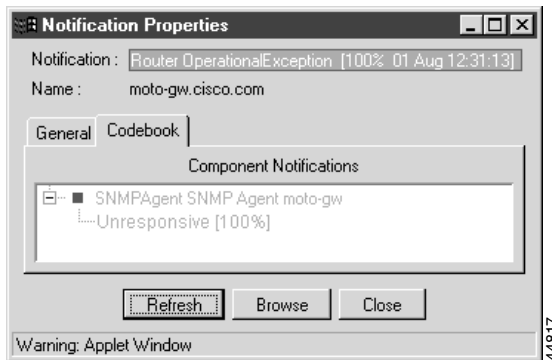 Notification Properties
Notification : Router OperationalException [100% 01 Aug 12:31:13]
Name : moto-gw.cisco.com
General Codebook
Component Notifications
SNMPAgent SNMP Agent moto-gw
Unresponsive [100%]
Refresh Browse Close
Warning: Applet Window
44817